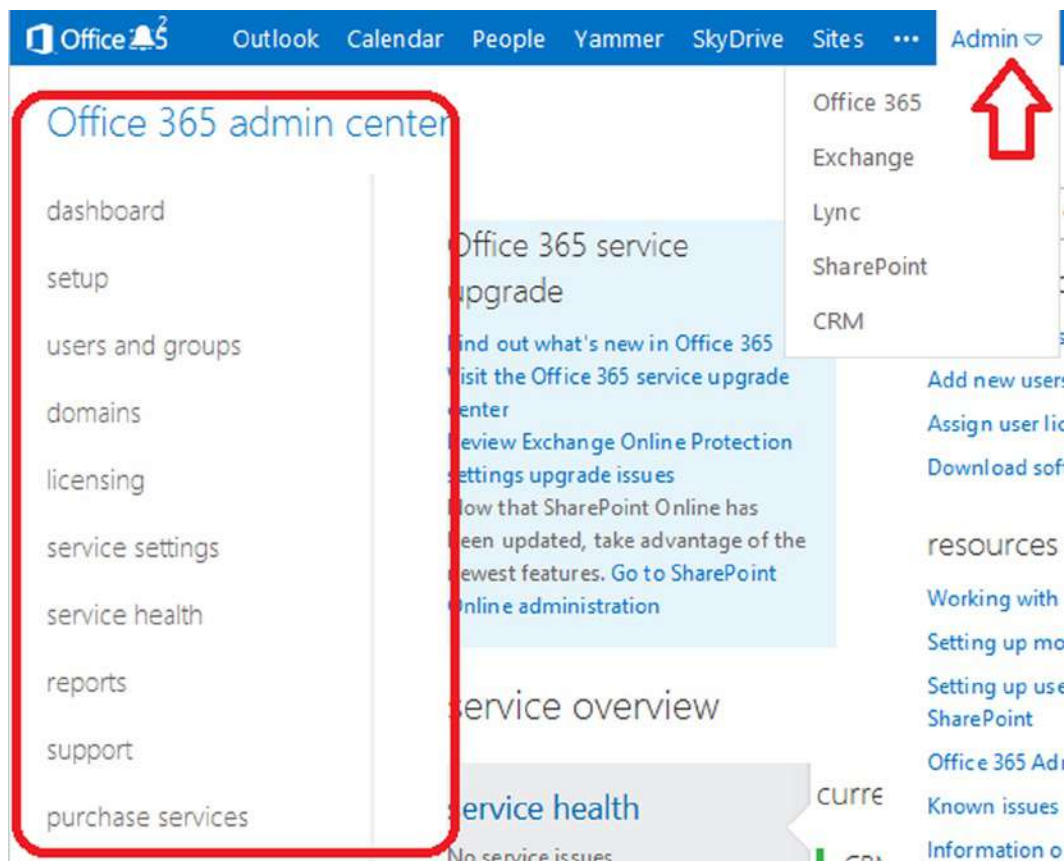 Office 2 Outlook Calendar People Yammer SkyDrive Sites ... Admin
Office 365 admin center
dashboard
setup
users and groups
domains
licensing
service settings
service health
reports
support
purchase services
Office 365
Exchange
Lync
SharePoint
CRM
Office 365 service
upgrade
Find out what's new in Office 365
Visit the Office 365 service upgrade
center
Review Exchange Online Protection
settings upgrade issues
Now that SharePoint Online has
been updated, take advantage of the
newest features. Go to SharePoint
Online administration
service overview
service health
No service issues
curre
Add new users
Assign user lic
Download sof
resources
Working with
Setting up mo
Setting up use
SharePoint
Office 365 Ad
Known issues
Information o